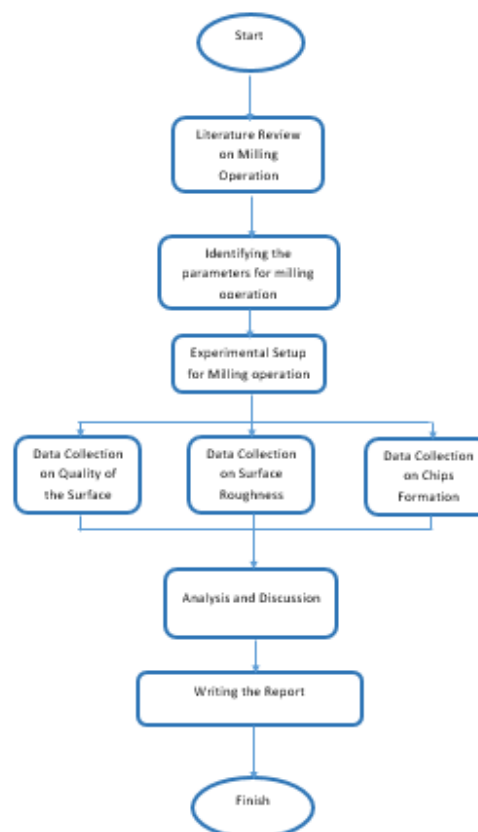 Start
Literature Review
on Milling
Operation
Identifying the
parameters for milling
operation
Experimental Setup
for Milling operation
Data Collection
on Quality of
the Surface
Data Collection
on Surface
Roughness
Data Collection
on Chips
Formation
Analysis and Discussion
Writing the Report
Finish